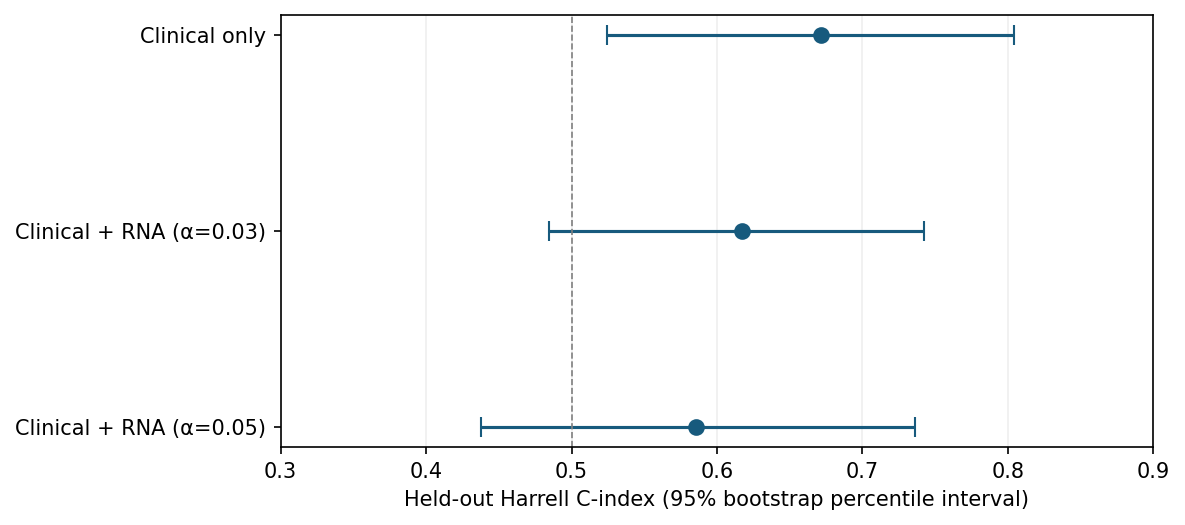 Clinical only
Clinical + RNA (α=0.03)
Clinical + RNA (α=0.05)
0.3 0.4 0.5 0.6 0.7 0.8 0.9
Held-out Harrell C-index (95% bootstrap percentile interval)